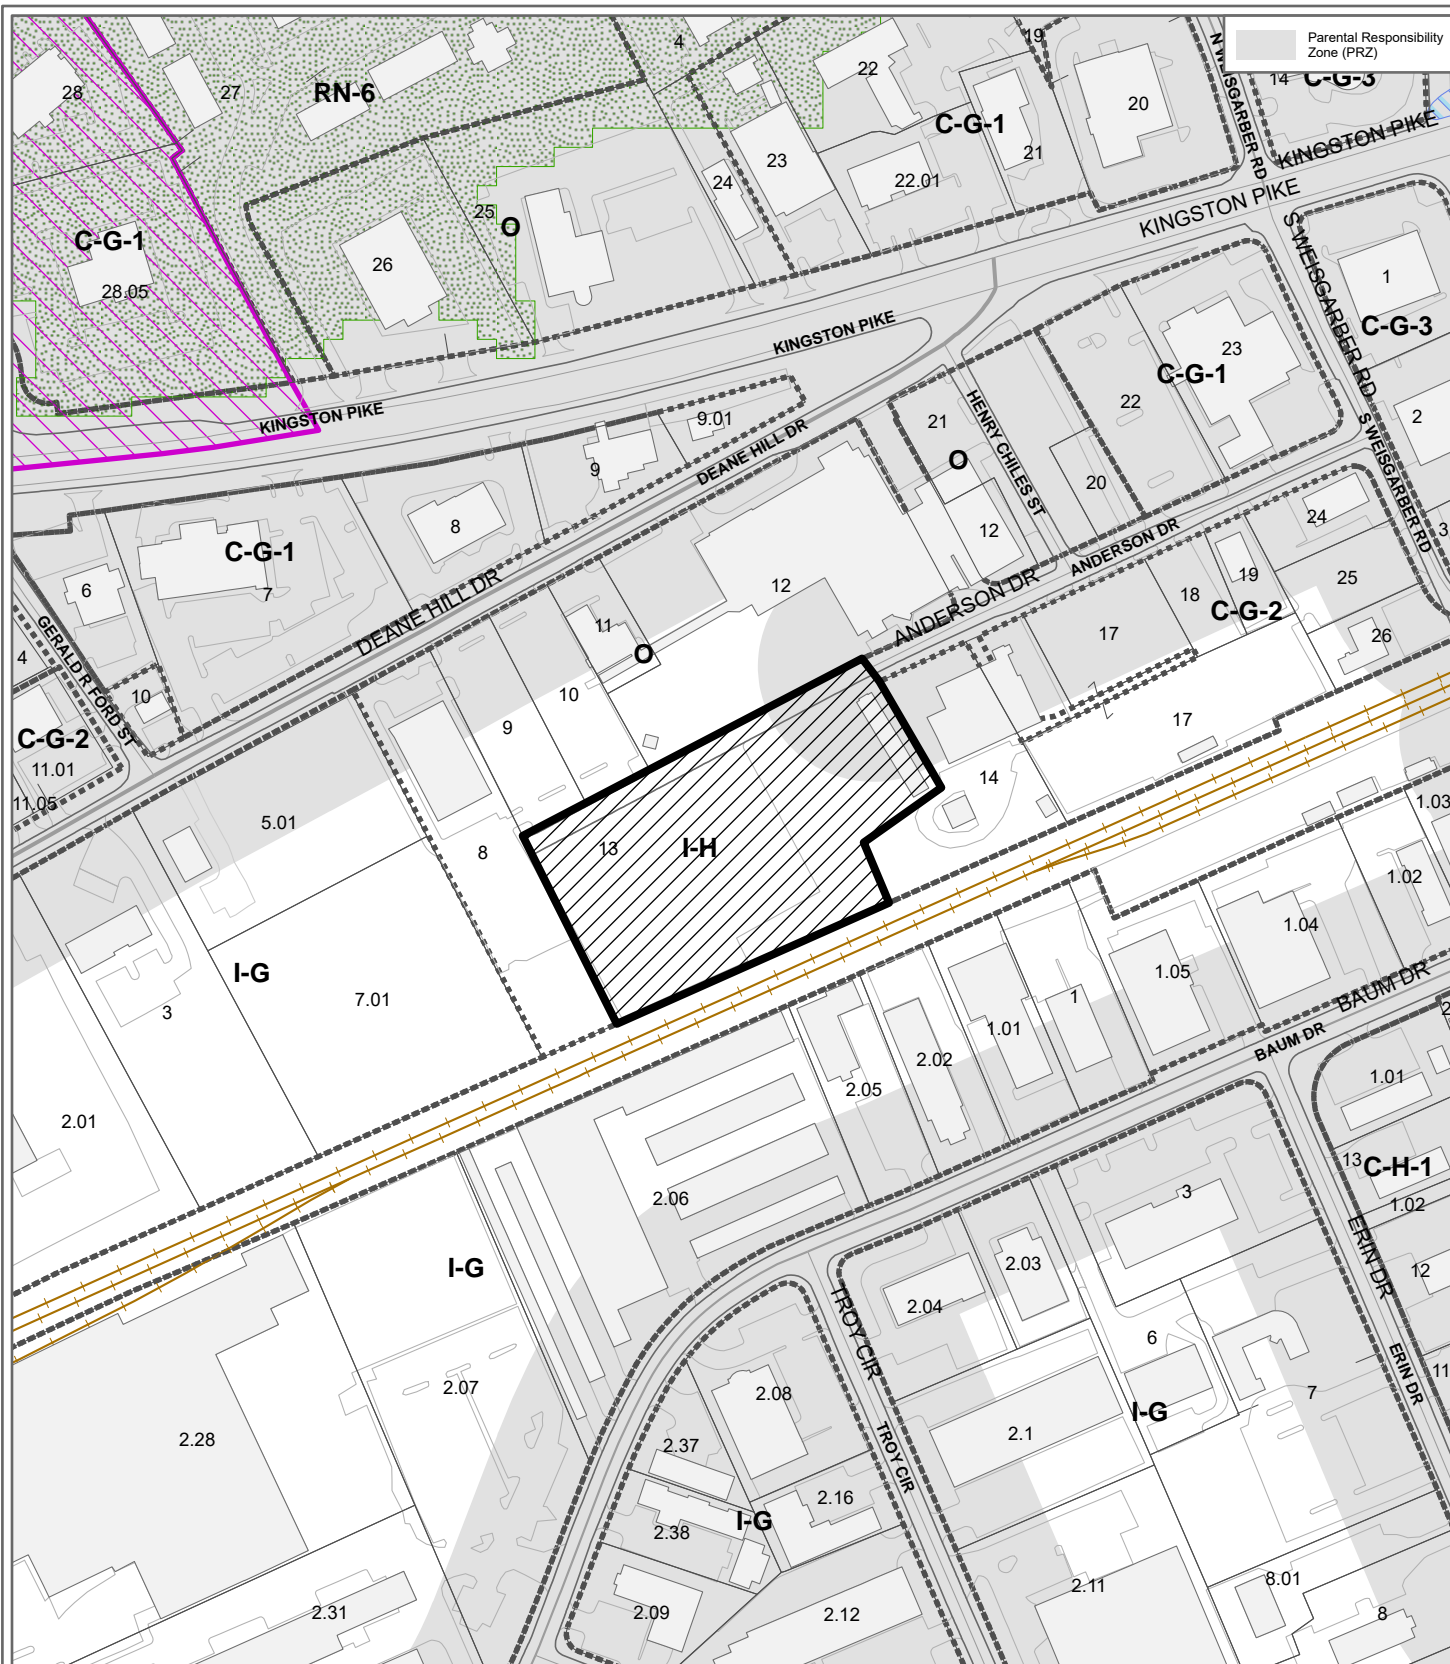 Parental Responsibility
Zone (PRZ)
19
4
22
14
C-G-3
28
27
RN-6
C-G-1
20
N WEISGARBER RD
KINGSTON PIKE
23
21
24
22.01
KINGSTON PIKE
25
O
C-G-1
26
28.05
S WEISGARBER RD
1
C-G-3
KINGSTON PIKE
23
C-G-1
22
KINGSTON PIKE
9.01
21
HENRY CHILES ST
2
DEANE HILL DR
O
S WEISGARBER RD
9
20
8
12
24
3
C-G-1
ANDERSON DR
6
7
12
ANDERSON DR
19
25
DEANE HILL DR
18
C-G-2
11
17
26
GERALD R FORD ST
4
O
10
10
9
17
C-G-2
11.01
14
11.05
5.01
1.03
13
I-H
8
1.02
1.04
I-G
1.05
7.01
BAUM DR
3
1
1.01
2
BAUM DR
2.02
1.01
2.05
2.01
13
C-H-1
2.06
3
1.02
ERIN DR
I-G
2.03
12
TROY CIR
2.04
6
ERIN DR
11
2.07
2.08
7
I-G
2.28
2.1
TROY CIR
2.37
2.16
I-G
2.38
8.01
2.11
2.31
2.09
2.12
8